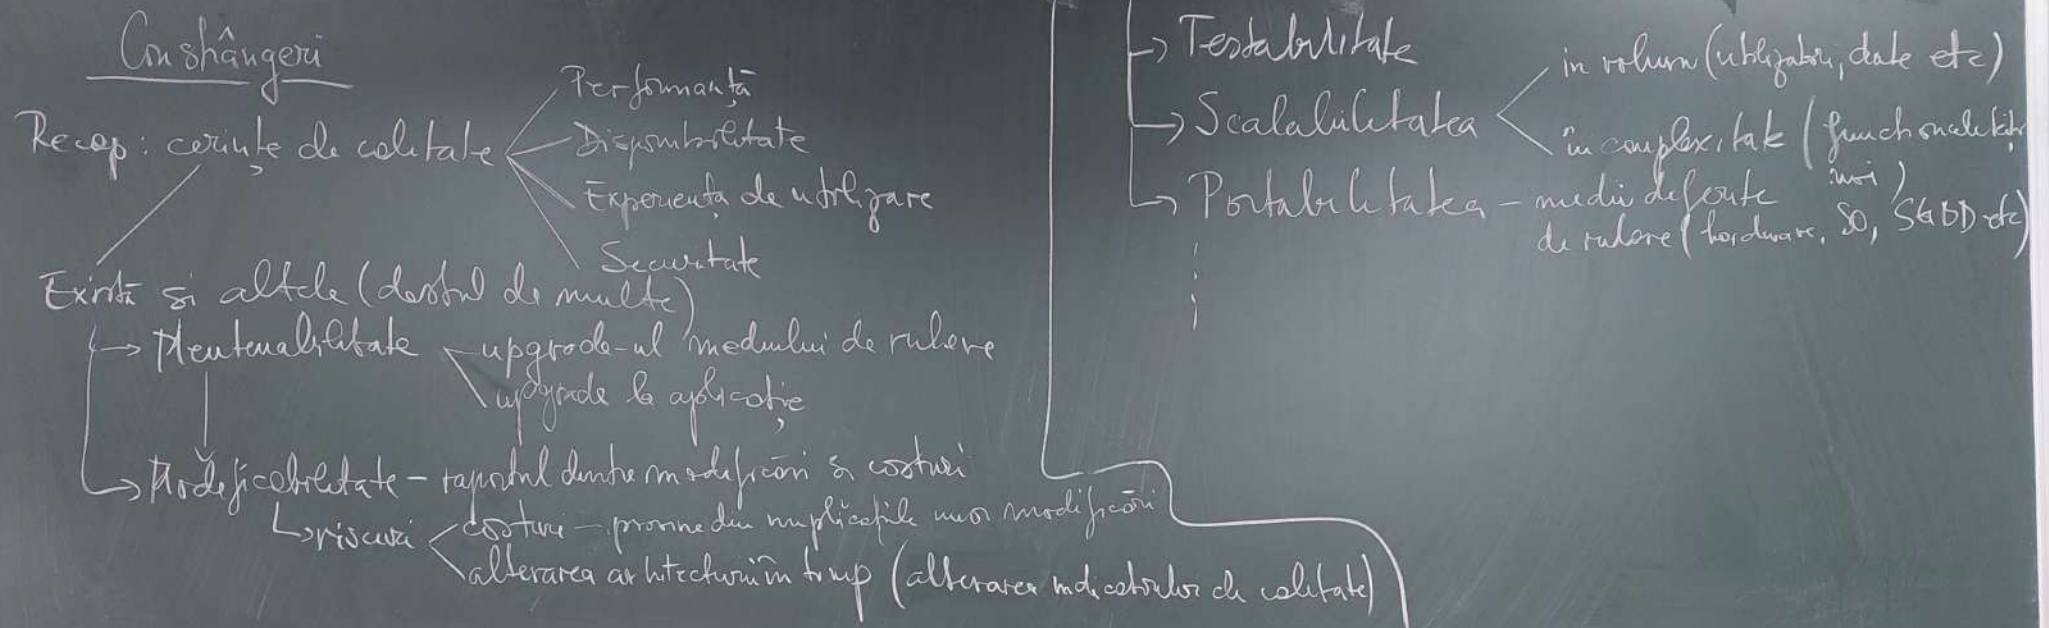 Constrângeri
Recap: cerințe de calitate
Performanță
Disponibilitate
Experiența de utilizare
Securitate
Există și altele (destul de multe)
→ Mentenabilitate
upgrade-ul mediului de rulare
upgrade la aplicație
→ Modificabilitate - raportul dintre modificări și costuri
→ riscuri
costuri - provine din implicațiile unor modificări
alterarea arhitecturii în timp (alterarea indicatorilor de calitate)
→ Testabilitate
→ Scalabilitatea
in volum (utilizatori, date etc)
în complexitate (funcționalități
noi)
→ Portabilitatea - medii diferite
de rulare (hardware, SO, SGBD etc)